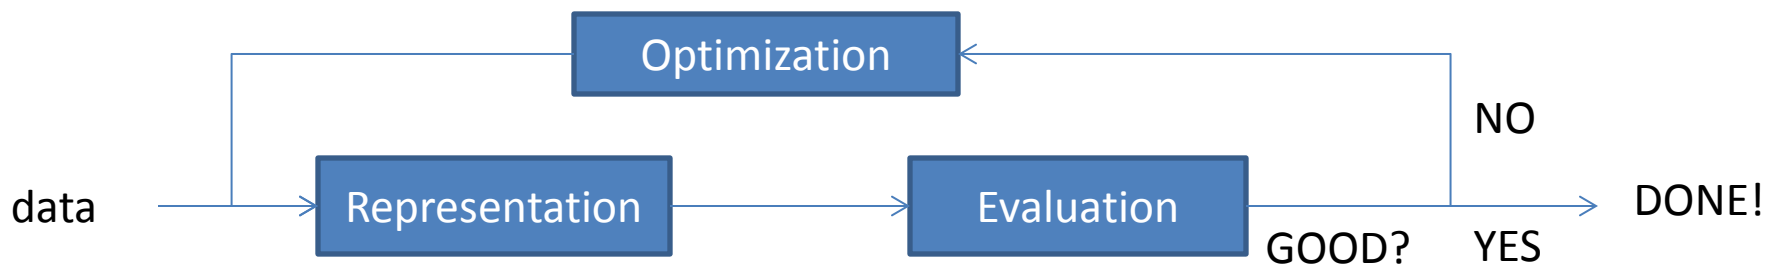 Optimization
NO
data
Representation
Evaluation
DONE!
GOOD?
YES